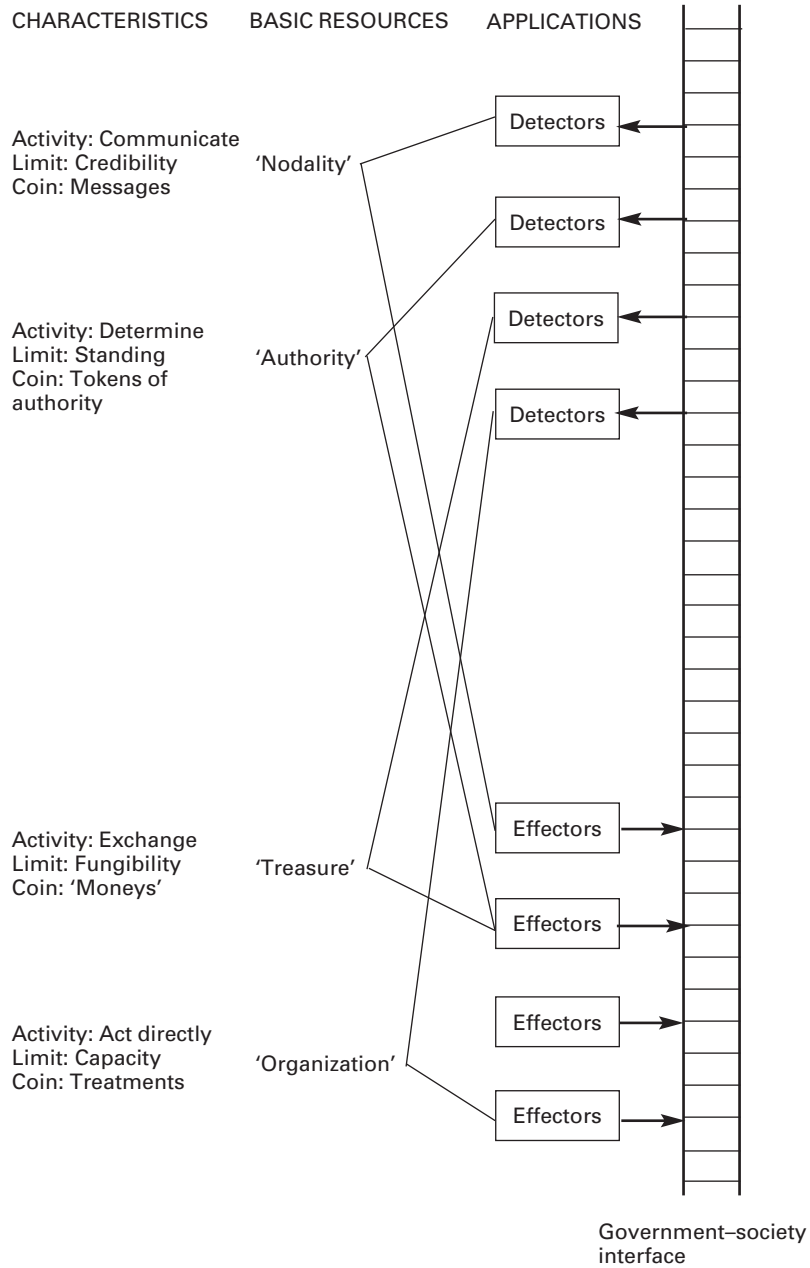 CHARACTERISTICS BASIC RESOURCES APPLICATIONS
Detectors
Activity: Communicate
Limit: Credibility
Coin: Messages
‘Nodality’
Detectors
Activity: Determine
Limit: Standing
Coin: Tokens of
authority
‘Authority’
Detectors
Detectors
Activity: Exchange
Limit: Fungibility
Coin: ‘Moneys’
‘Treasure’
Effectors
Effectors
Activity: Act directly
Limit: Capacity
Coin: Treatments
‘Organization’
Effectors
Effectors
Government–society
interface